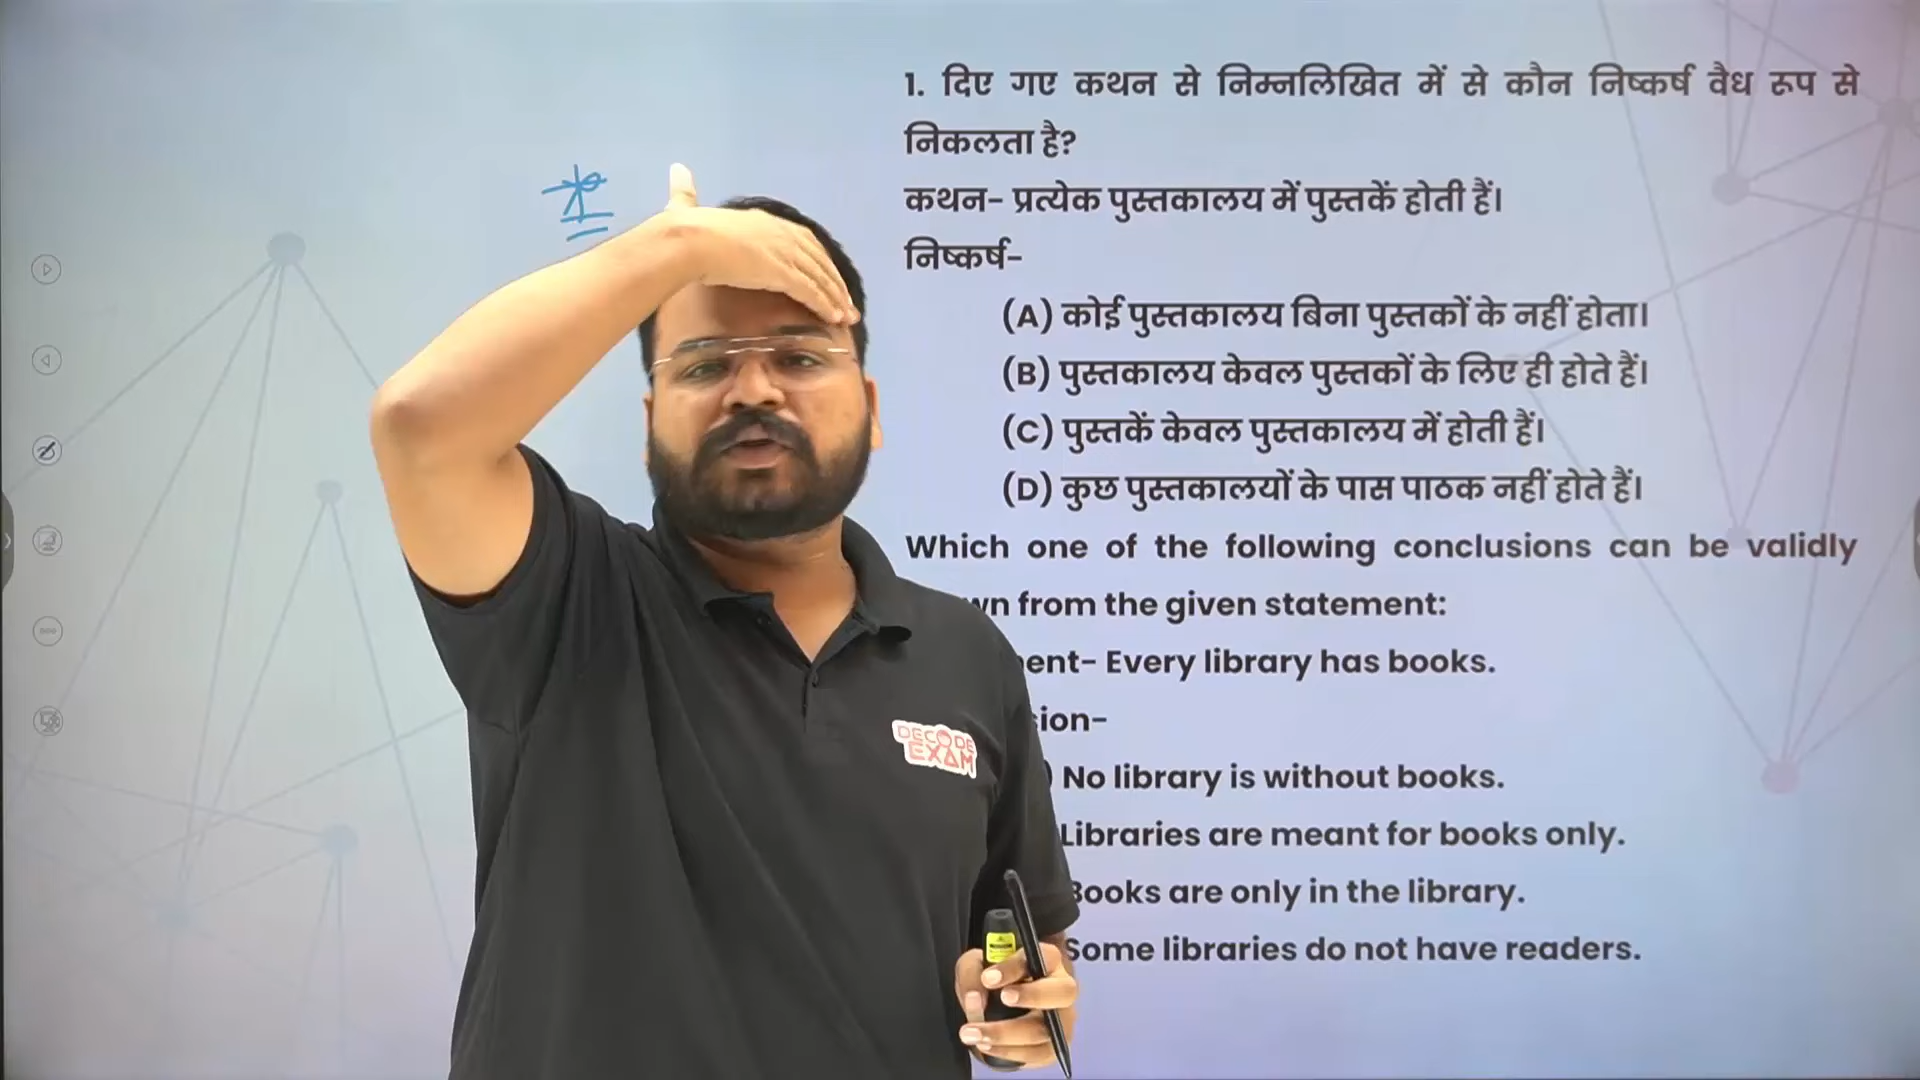 1. दिए गए कथन से निम्नलिखित में से कौन निष्कर्ष वैध रूप से
निकलता है?
कथन- प्रत्येक पुस्तकालय में पुस्तकें होती हैं।
निष्कर्ष-
(A) कोई पुस्तकालय बिना पुस्तकों के नहीं होता।
(B) पुस्तकालय केवल पुस्तकों के लिए ही होते हैं।
(C) पुस्तकें केवल पुस्तकालय में होती हैं।
(D) कुछ पुस्तकालयों के पास पाठक नहीं होते हैं।
Which one of the following conclusions can be validly
from the given statement:
Every library has books.
No library is without books.
Libraries are meant for books only.
Books are only in the library.
Some libraries do not have readers.
DECODE
EXAM